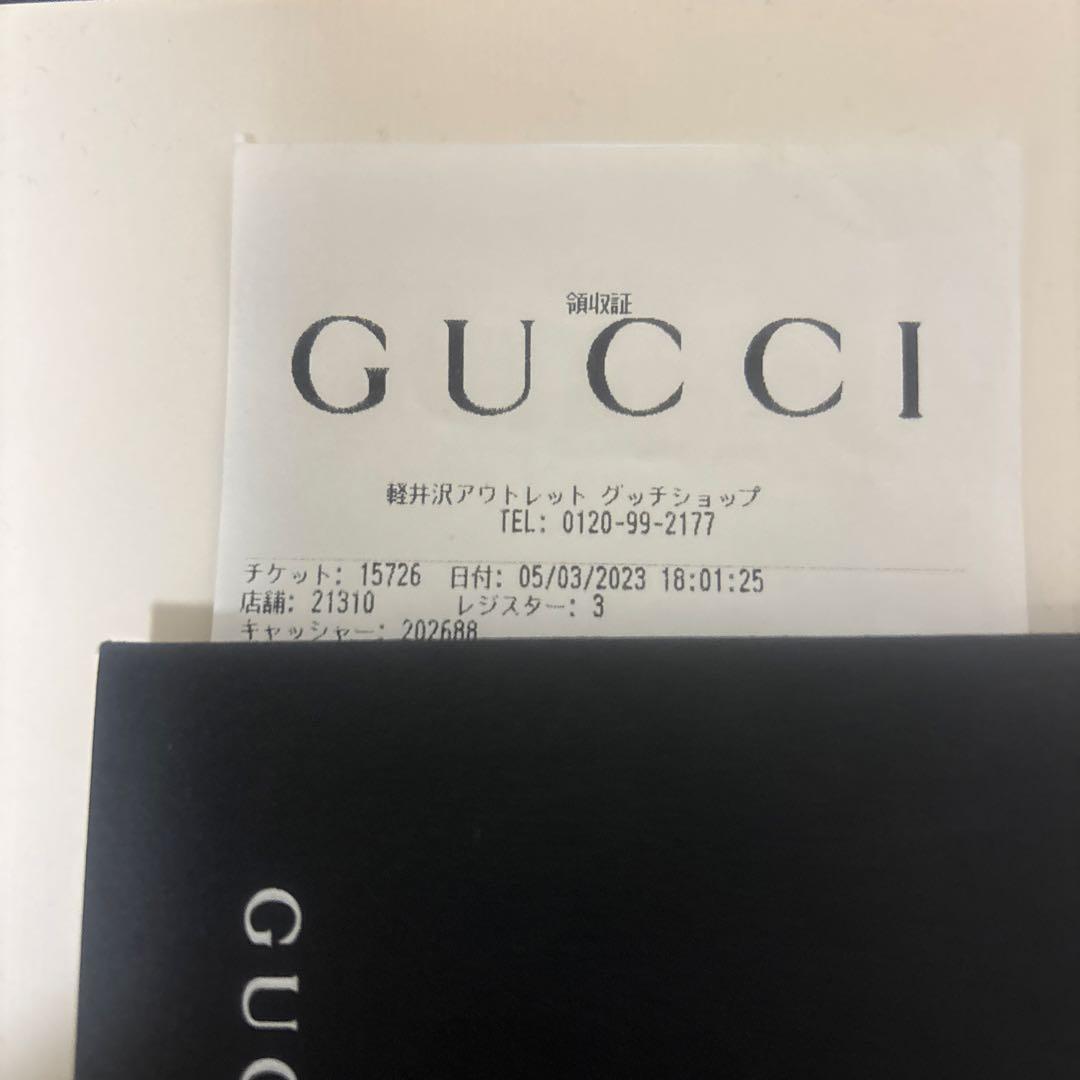 領収証
GUCCI
軽井沢アウトレット グッチショップ
TEL: 0120-99-2177
チケット: 15726 日付: 05/03/2023 18:01:25
店舗: 21310 レジスター: 3
キャッシャー: 202688
GUC